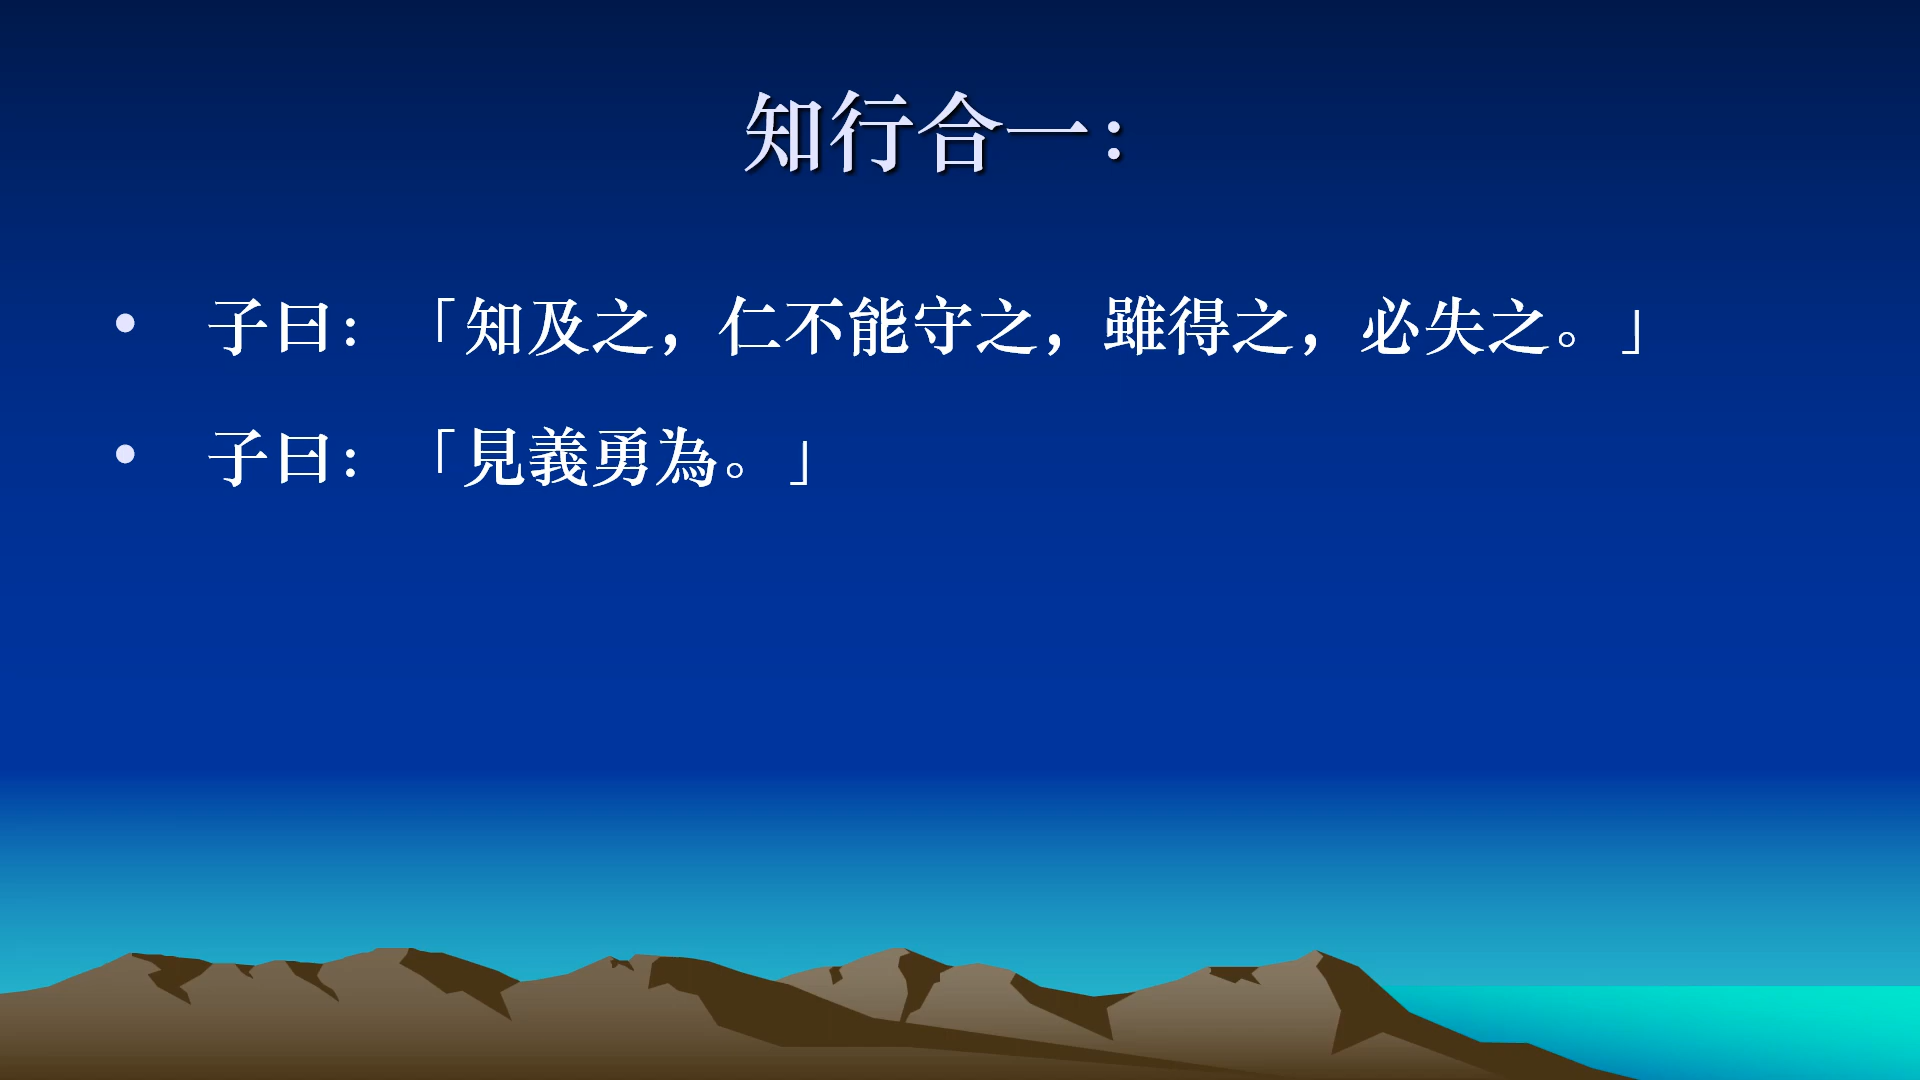 知行合一：
• 子曰：「知及之，仁不能守之，雖得之，必失之。」
• 子曰：「見義勇為。」